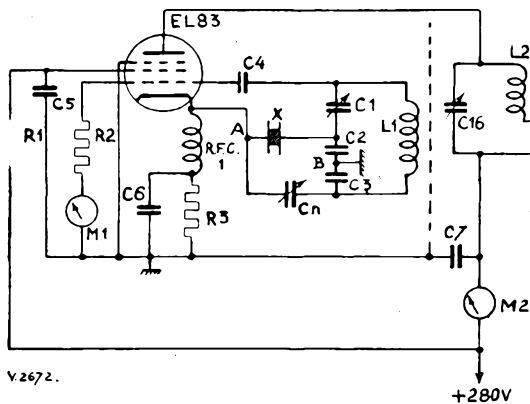 EL83
L2
C4
C5
A
X
C1
L1
C16
R1
R2
R.F.C.
1
C2
B
C3
C6
R3
Cn
M1
C7
M2
V.2672.
+280V